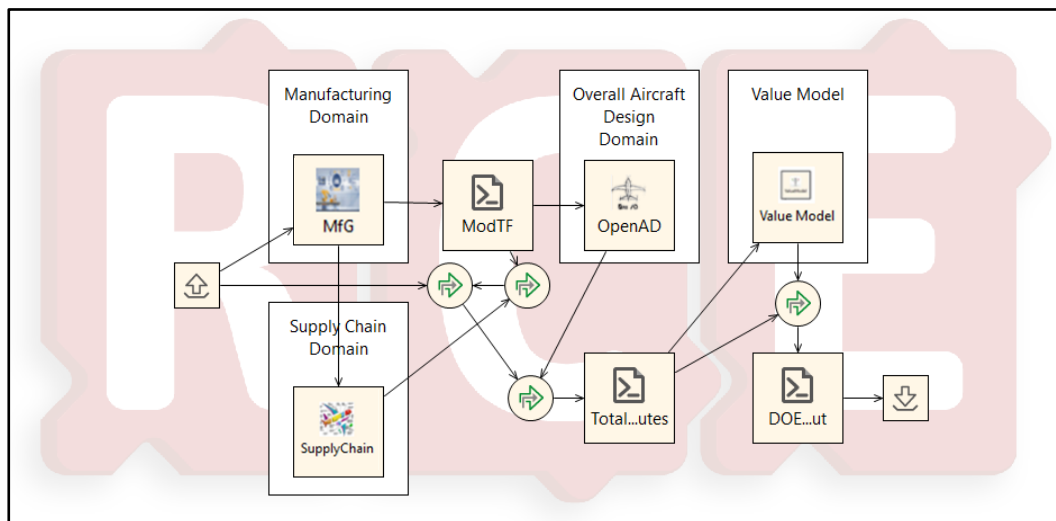 RCE
Manufacturing
Domain
MfG
ModTF
Overall Aircraft
Design
Domain
OpenAD
Value Model
Value Model
Supply Chain
Domain
SupplyChain
Total...utes
DOE...ut